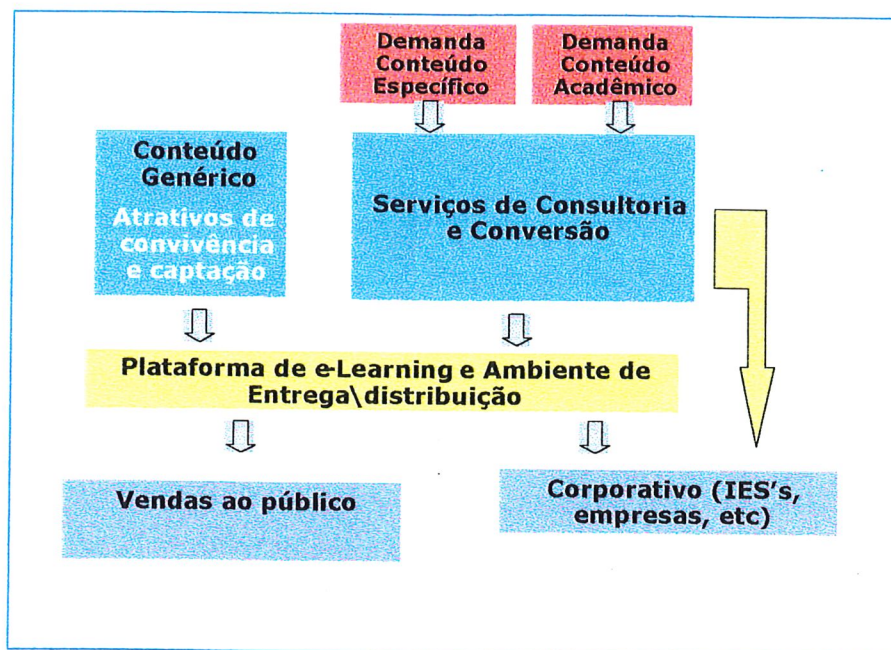 Demanda
Conteúdo
Específico
Demanda
Conteúdo
Acadêmico
Conteúdo
Genérico
Atrativos de
convivência
e captação
Serviços de Consultoria
e Conversão
Plataforma de e-Learning e Ambiente de
Entrega\distribuição
Vendas ao público
Corporativo (IES's,
empresas, etc)